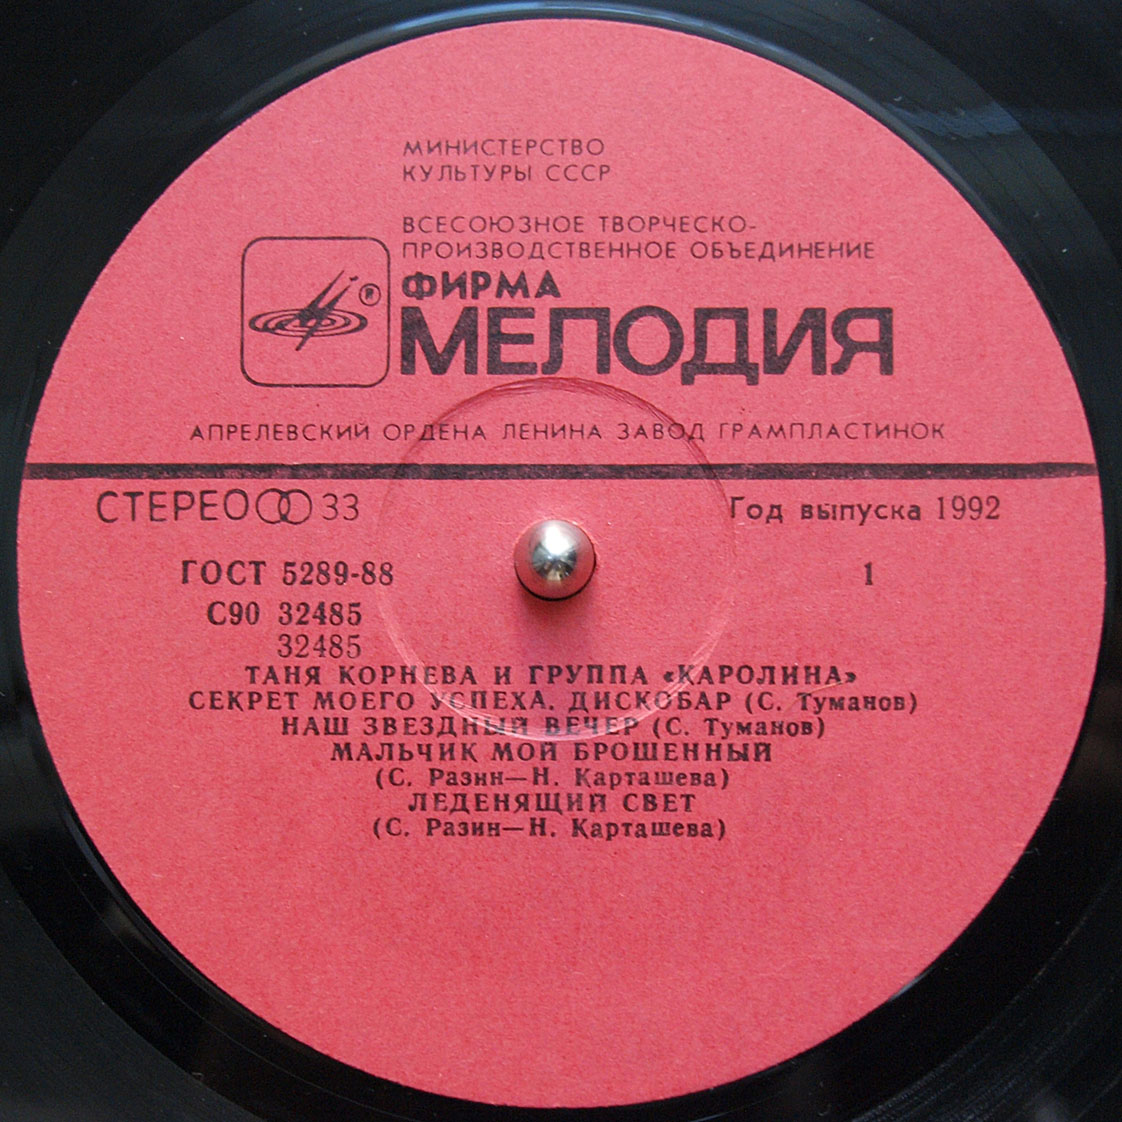 МИНИСТЕРСТВО
КУЛЬТУРЫ СССР
ВСЕСОЮЗНОЕ ТВОРЧЕСКО-
ПРОИЗВОДСТВЕННОЕ ОБЪЕДИНЕНИЕ
®
ФИРМА
МЕЛОДИЯ
АПРЕЛЕВСКИЙ ОРДЕНА ЛЕНИНА ЗАВОД ГРАМПЛАСТИНОК
СТЕРЕО 33
Год выпуска 1992
ГОСТ 5289-88
1
С90 32485
32485
ТАНЯ КОРНЕВА И ГРУППА «КАРОЛИНА»
СЕКРЕТ МОЕГО УСПЕХА. ДИСКОБАР (С. Туманов)
НАШ ЗВЕЗДНЫЙ ВЕЧЕР (С. Туманов)
МАЛЬЧИК МОЙ БРОШЕННЫЙ
(С. Разин—Н. Карташева)
ЛЕДЕНЯЩИЙ СВЕТ
(С. Разин—Н. Карташева)